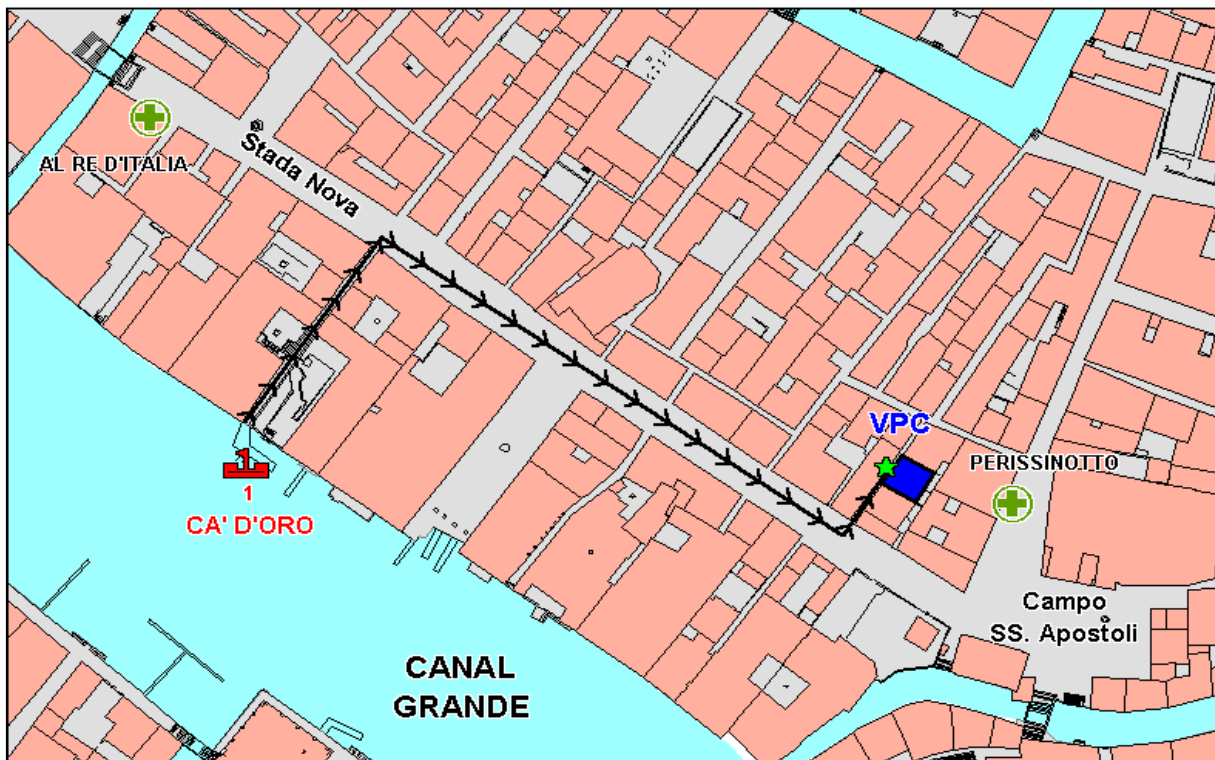 AL RE D'ITALIA
Stada Nova
VPC
PERISSINOTTO
1
1
CA' D'ORO
Campo
SS. Apostoli
CANAL
GRANDE